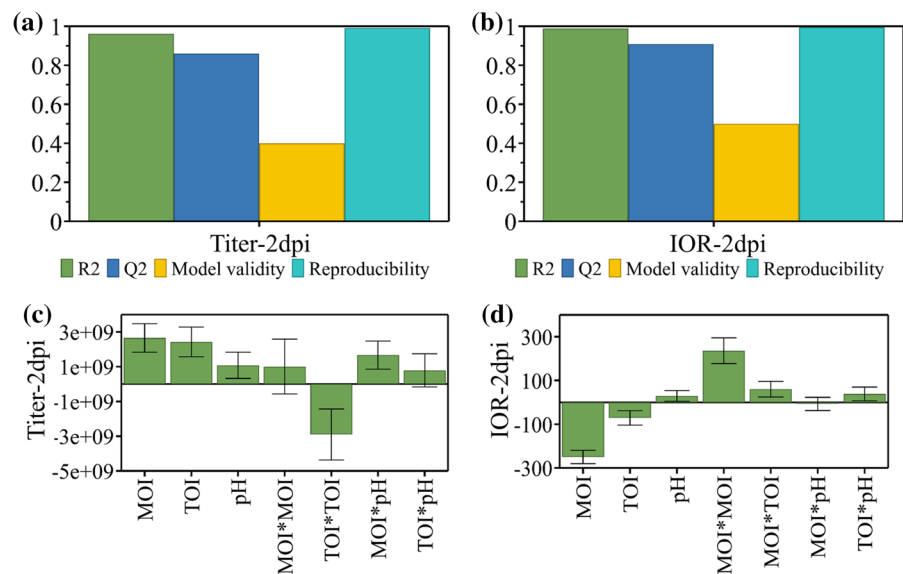 (a)
1
0.8
0.6
0.4
0.2
0
Titer-2dpi
R2 Q2 Model validity Reproducibility
(b)
1
0.8
0.6
0.4
0.2
0
IOR-2dpi
R2 Q2 Model validity Reproducibility
(c)
Titer-2dpi
3e+09
1e+09
-1e+09
-3e+09
-5e+09
MOI
TOI
pH
MOI*MOI
TOI*TOI
MOI*pH
TOI*pH
(d)
IOR-2dpi
300
100
-100
-300
MOI
TOI
pH
MOI*MOI
MOI*TOI
MOI*pH
TOI*pH